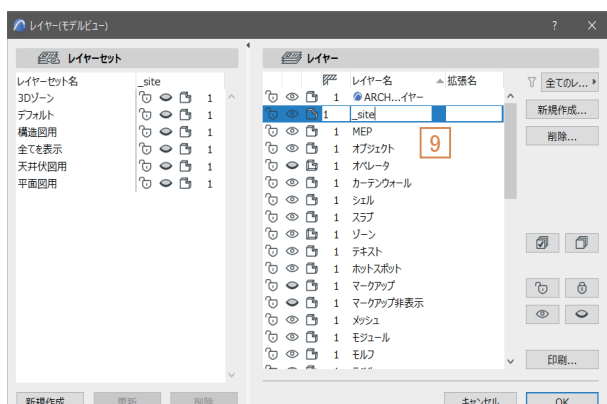 レイヤー(モデルビュー)
? ×
レイヤーセット
レイヤーセット名 _site
3Dゾーン 1
デフォルト 1
構造図用 1
全てを表示 1
天井伏図用 1
平面図用 1
新規作成... 更新 削除
レイヤー
レイヤー名 拡張名
1 ARCH...イヤー
1 _site
1 MEP
1 オブジェクト
1 オペレータ
1 カーテンウォール
1 シェル
1 スラブ
1 ゾーン
1 テキスト
1 ホットスポット
1 マークアップ
1 マークアップ非表示
1 メッシュ
1 モジュール
1 モルフ
9
全てのレ...
新規作成...
削除...
印刷...
キャンセル OK